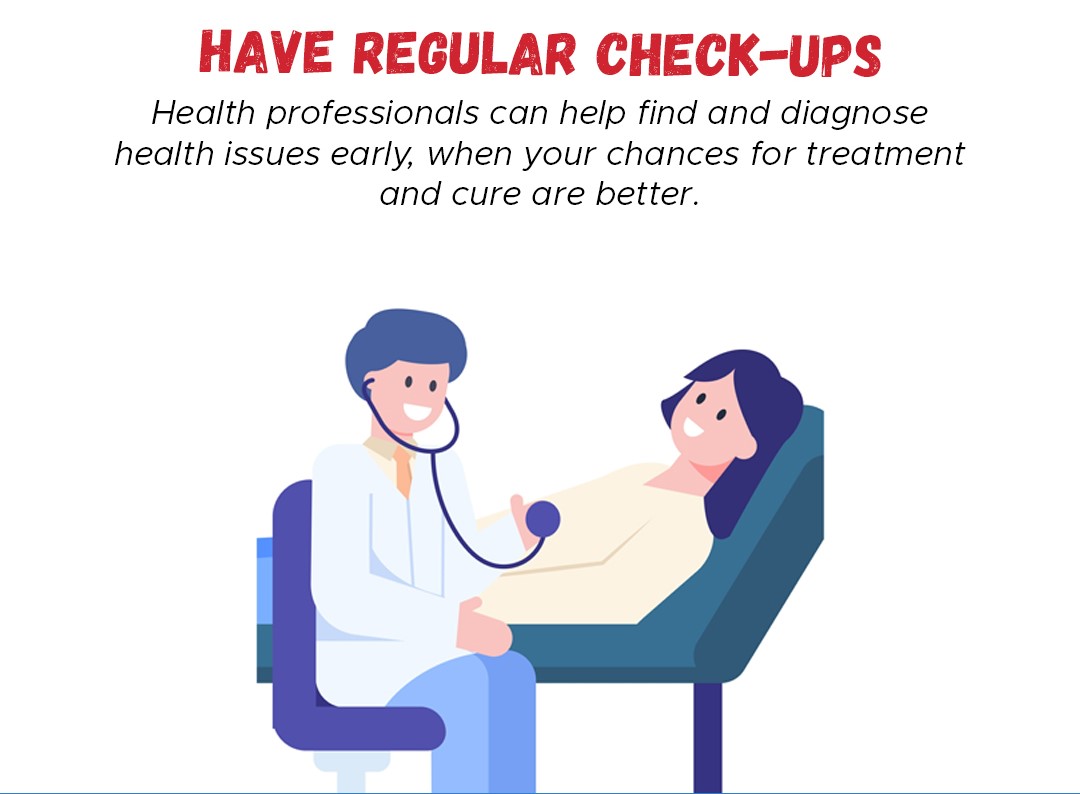 HAVE REGULAR CHECK-UPS
Health professionals can help find and diagnose
health issues early, when your chances for treatment
and cure are better.